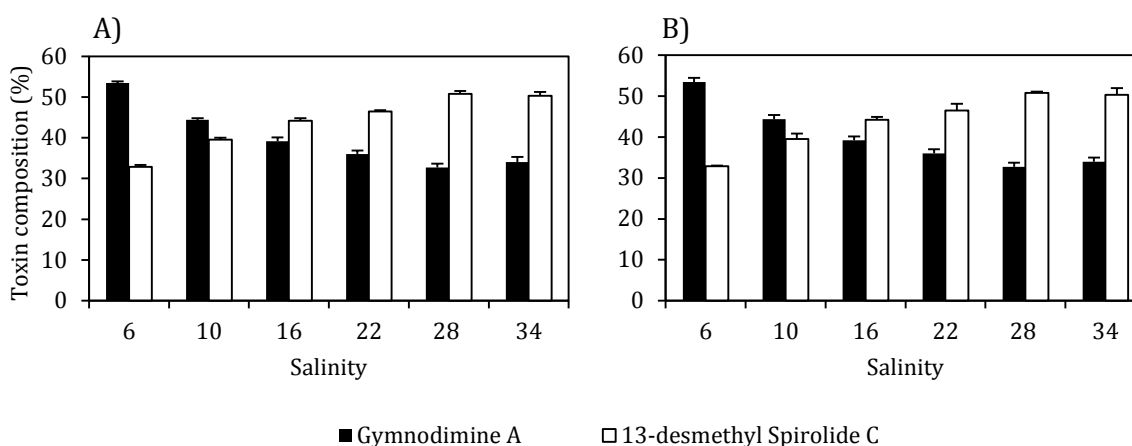 A)
Toxin composition (%)
60
50
40
30
20
10
0
6 10 16 22 28 34
Salinity
B)
60
50
40
30
20
10
0
6 10 16 22 28 34
Salinity
Gymnodimine A 13-desmethyl Spirolide C